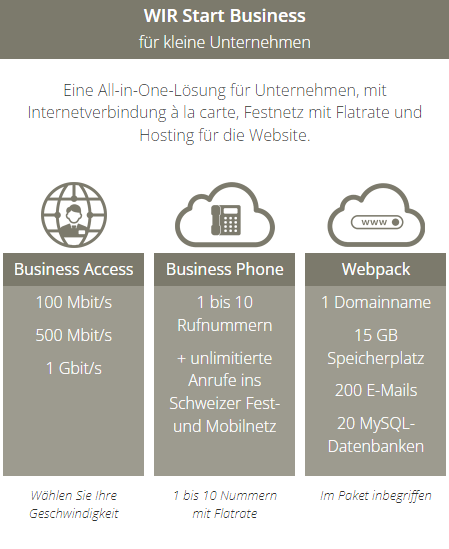 WIR Start Business
für kleine Unternehmen
Eine All-in-One-Lösung für Unternehmen, mit
Internetverbindung à la carte, Festnetz mit Flatrate und
Hosting für die Website.
www
Business Access
100 Mbit/s
500 Mbit/s
1 Gbit/s
Wählen Sie Ihre
Geschwindigkeit
Business Phone
1 bis 10
Rufnummern
+ unlimitierte
Anrufe ins
Schweizer Fest-
und Mobilnetz
1 bis 10 Nummern
mit Flatrate
Webpack
1 Domainname
15 GB
Speicherplatz
200 E-Mails
20 MySQL-
Datenbanken
Im Paket inbegriffen